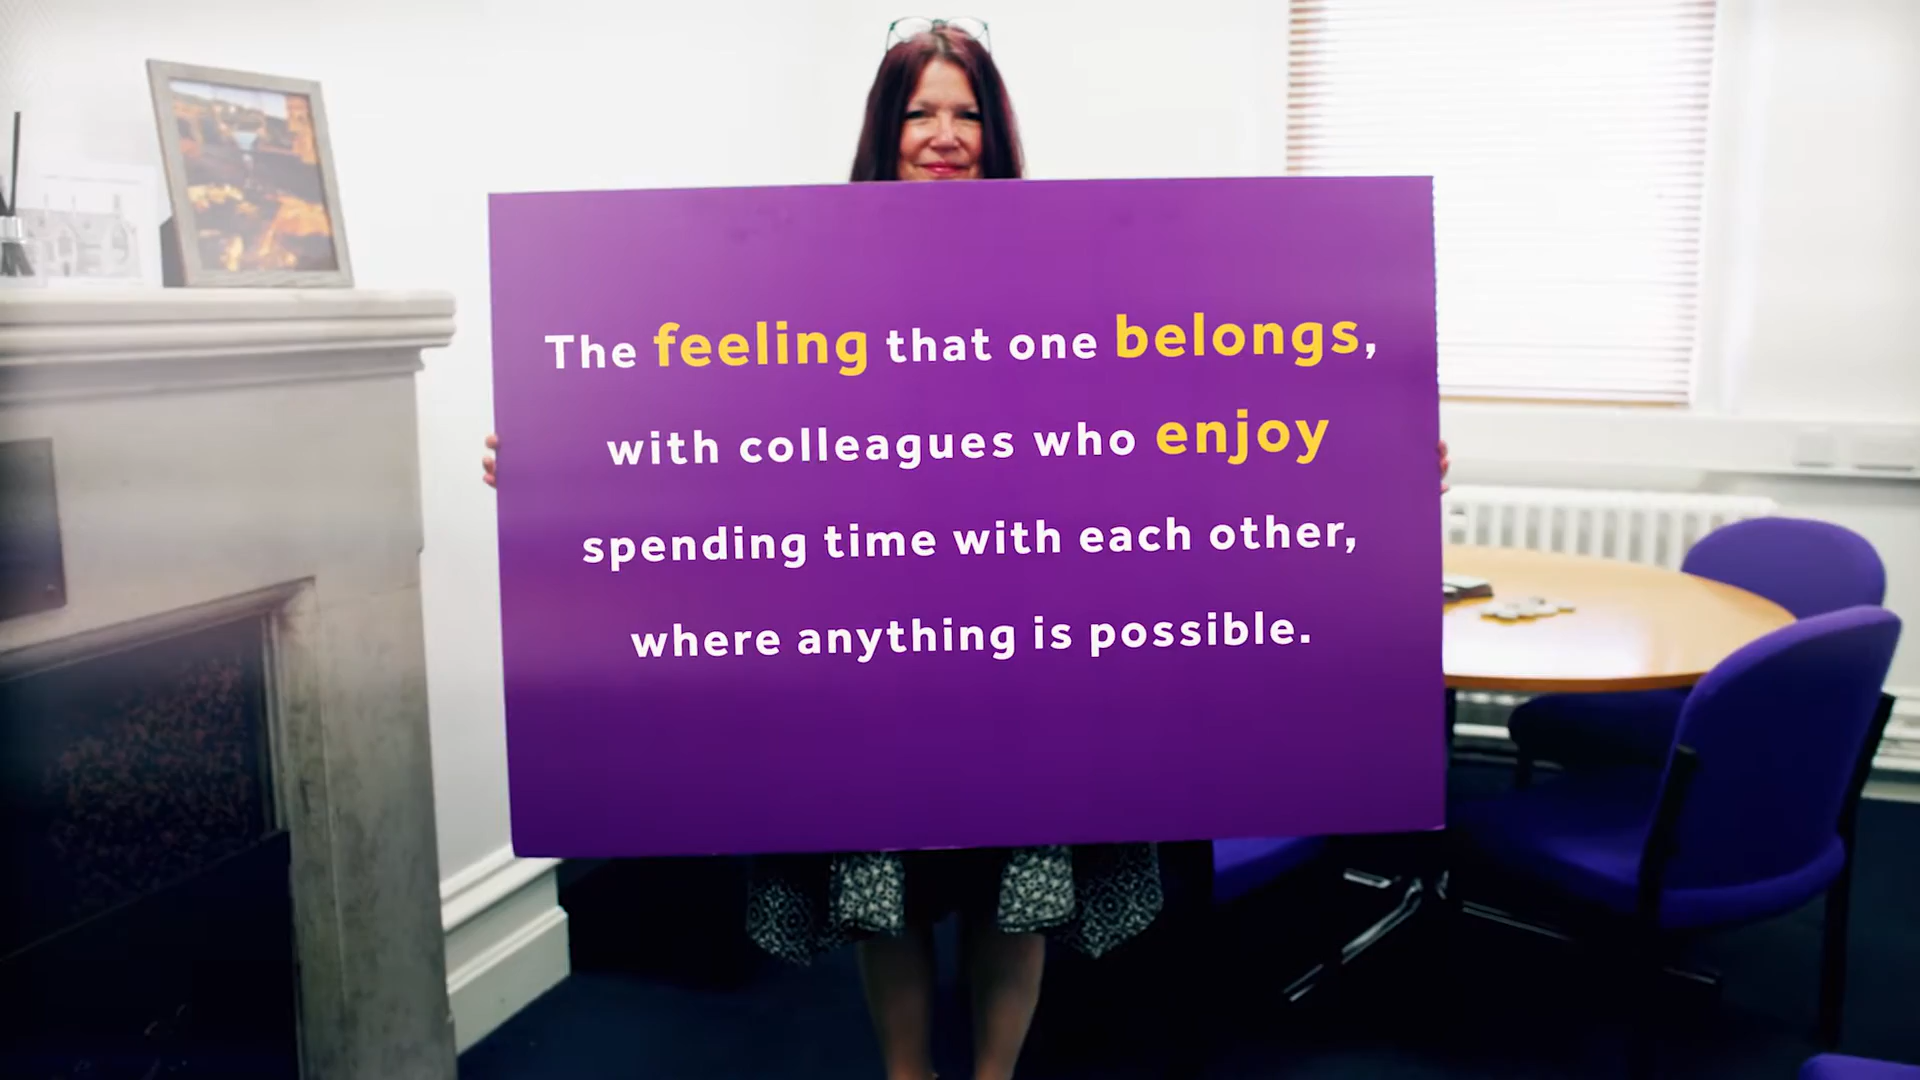 The feeling that one belongs,
with colleagues who enjoy
spending time with each other,
where anything is possible.